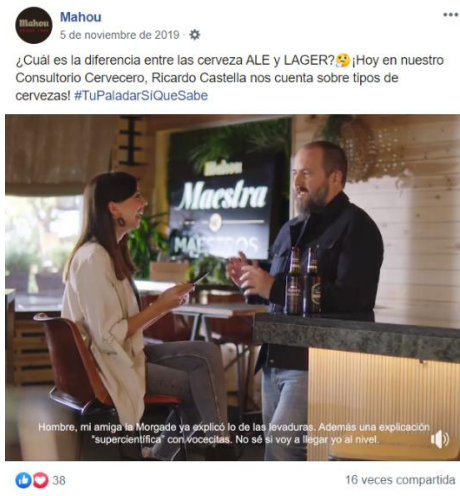 Mahou
Mahou
5 de noviembre de 2019 ·
¿Cuál es la diferencia entre las cerveza ALE y LAGER?🤔¡Hoy en nuestro
Consultorio Cervecero, Ricardo Castella nos cuenta sobre tipos de
cervezas! #TuPaladarSíQueSabe
Mahou
Maestra
MAESTROS
Hombre, mi amiga la Morgade ya explicó lo de las levaduras. Además una explicación
"supercientífica" con vocecitas. No sé si voy a llegar yo al nivel.
38
16 veces compartida